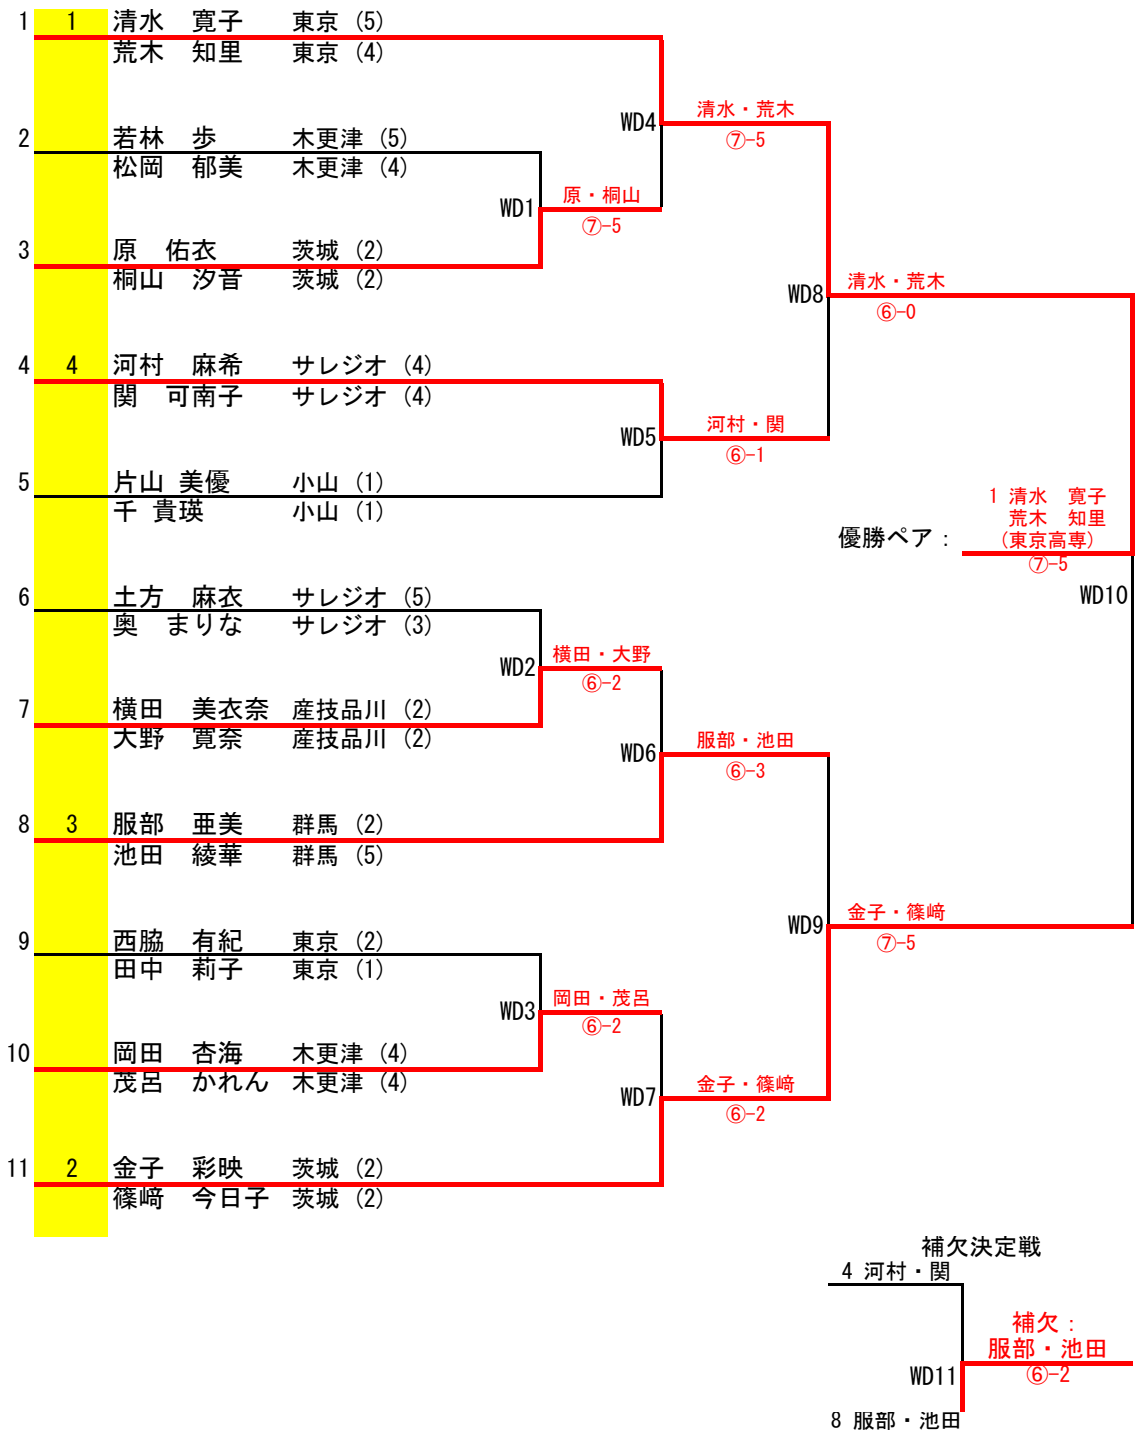 1 1 清水　寛子 東京 (5)
荒木　知里 東京 (4)
WD4 清水・荒木
⑦-5
2 若林　歩 木更津 (5)
松岡　郁美 木更津 (4)
WD1 原・桐山
⑦-5
3 原　佑衣 茨城 (2)
桐山　汐音 茨城 (2)
WD8 清水・荒木
⑥-0
4 4 河村　麻希 サレジオ (4)
関　可南子 サレジオ (4)
WD5 河村・関
⑥-1
5 片山 美優 小山 (1)
千 貴瑛 小山 (1)
1 清水　寛子
荒木　知里
優勝ペア： (東京高専)
⑦-5
WD10
6 土方　麻衣 サレジオ (5)
奥　まりな サレジオ (3)
WD2 横田・大野
⑥-2
7 横田　美衣奈 産技品川 (2)
大野　寛奈 産技品川 (2)
WD6 服部・池田
⑥-3
8 3 服部　亜美 群馬 (2)
池田　綾華 群馬 (5)
WD9 金子・篠﨑
⑦-5
9 西脇　有紀 東京 (2)
田中　莉子 東京 (1)
WD3 岡田・茂呂
⑥-2
10 岡田　杏海 木更津 (4)
茂呂　かれん 木更津 (4)
WD7 金子・篠﨑
⑥-2
11 2 金子　彩映 茨城 (2)
篠﨑　今日子 茨城 (2)
補欠決定戦
4 河村・関
補欠：
服部・池田
WD11 ⑥-2
8 服部・池田